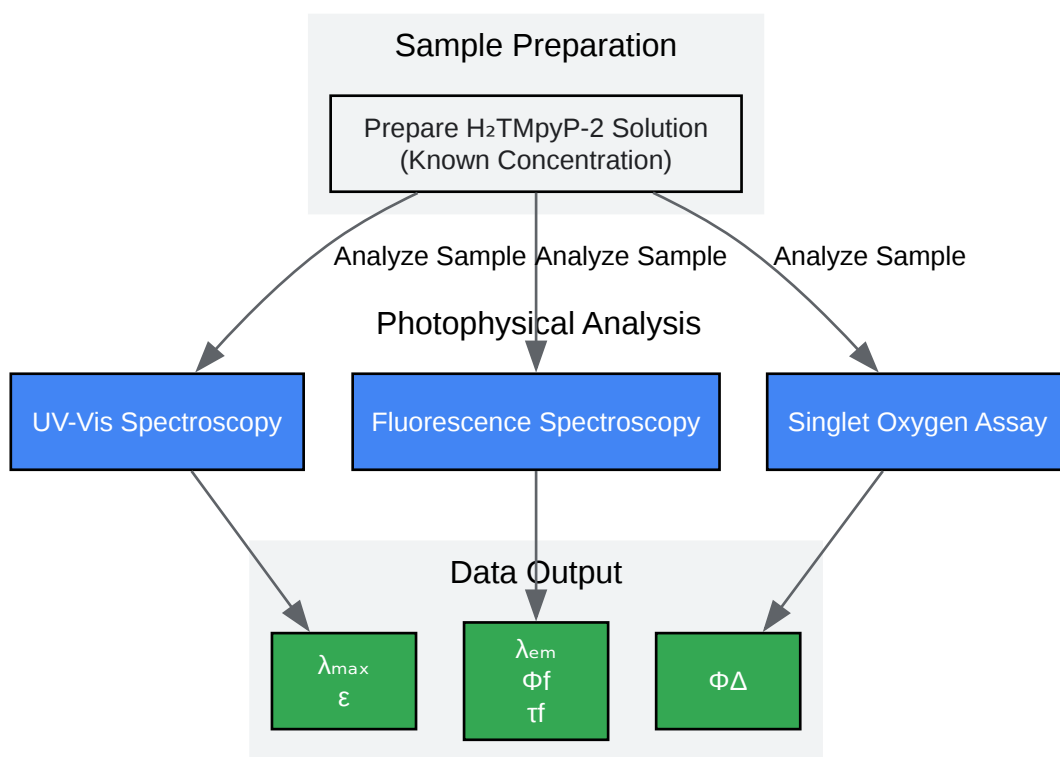 Sample Preparation
Prepare H₂TMpyP-2 Solution
(Known Concentration)
Analyze Sample
Analyze Sample
Analyze Sample
Photophysical Analysis
UV-Vis Spectroscopy
Fluorescence Spectroscopy
Singlet Oxygen Assay
Data Output
λₘₐₓ
ε
λₑₘ
Φf
τf
ΦΔ